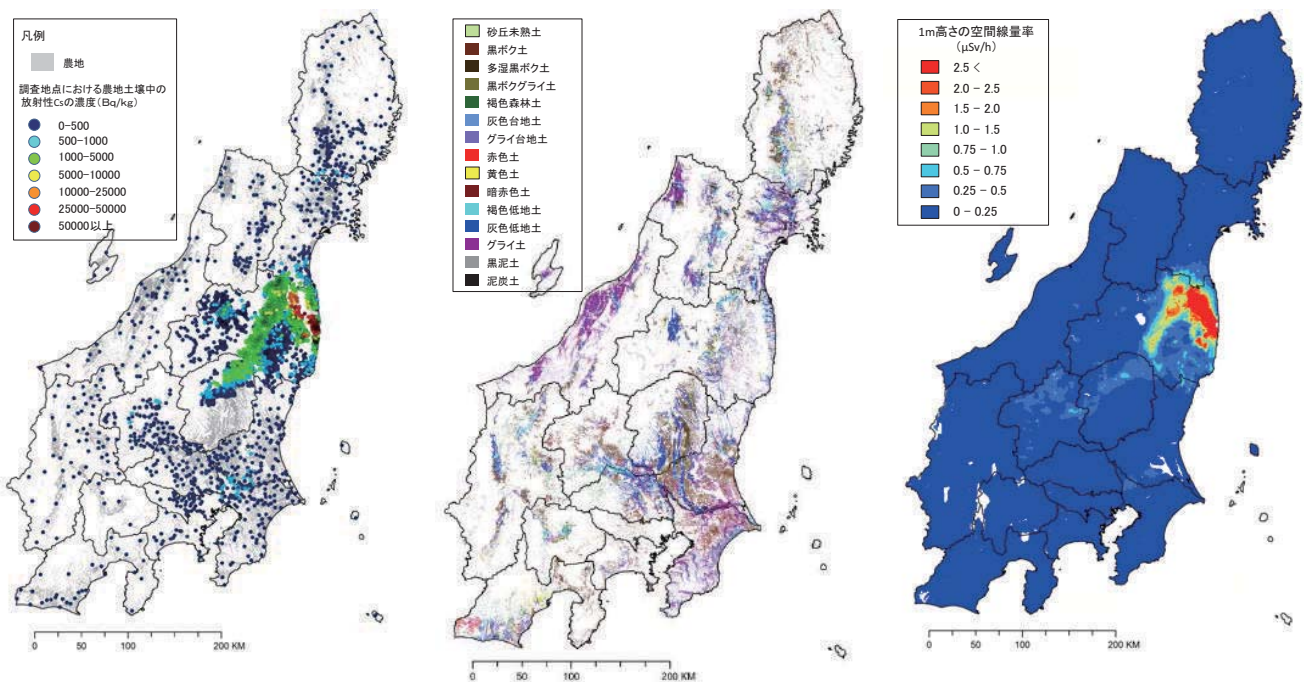 凡例
農地
調査地点における農地土壌中の
放射性Csの濃度(Bq/kg)
0-500
500-1000
1000-5000
5000-10000
10000-25000
25000-50000
50000以上
0 50 100 200 KM
砂丘未熟土
黒ボク土
多湿黒ボク土
黒ボクグライ土
褐色森林土
灰色台地土
グライ台地土
赤色土
黄色土
暗赤色土
褐色低地土
灰色低地土
グライ土
黒泥土
泥炭土
0 50 100 200 KM
1m高さの空間線量率
(μSv/h)
2.5 <
2.0 - 2.5
1.5 - 2.0
1.0 - 1.5
0.75 - 1.0
0.5 - 0.75
0.25 - 0.5
0 - 0.25
0 50 100 200 KM